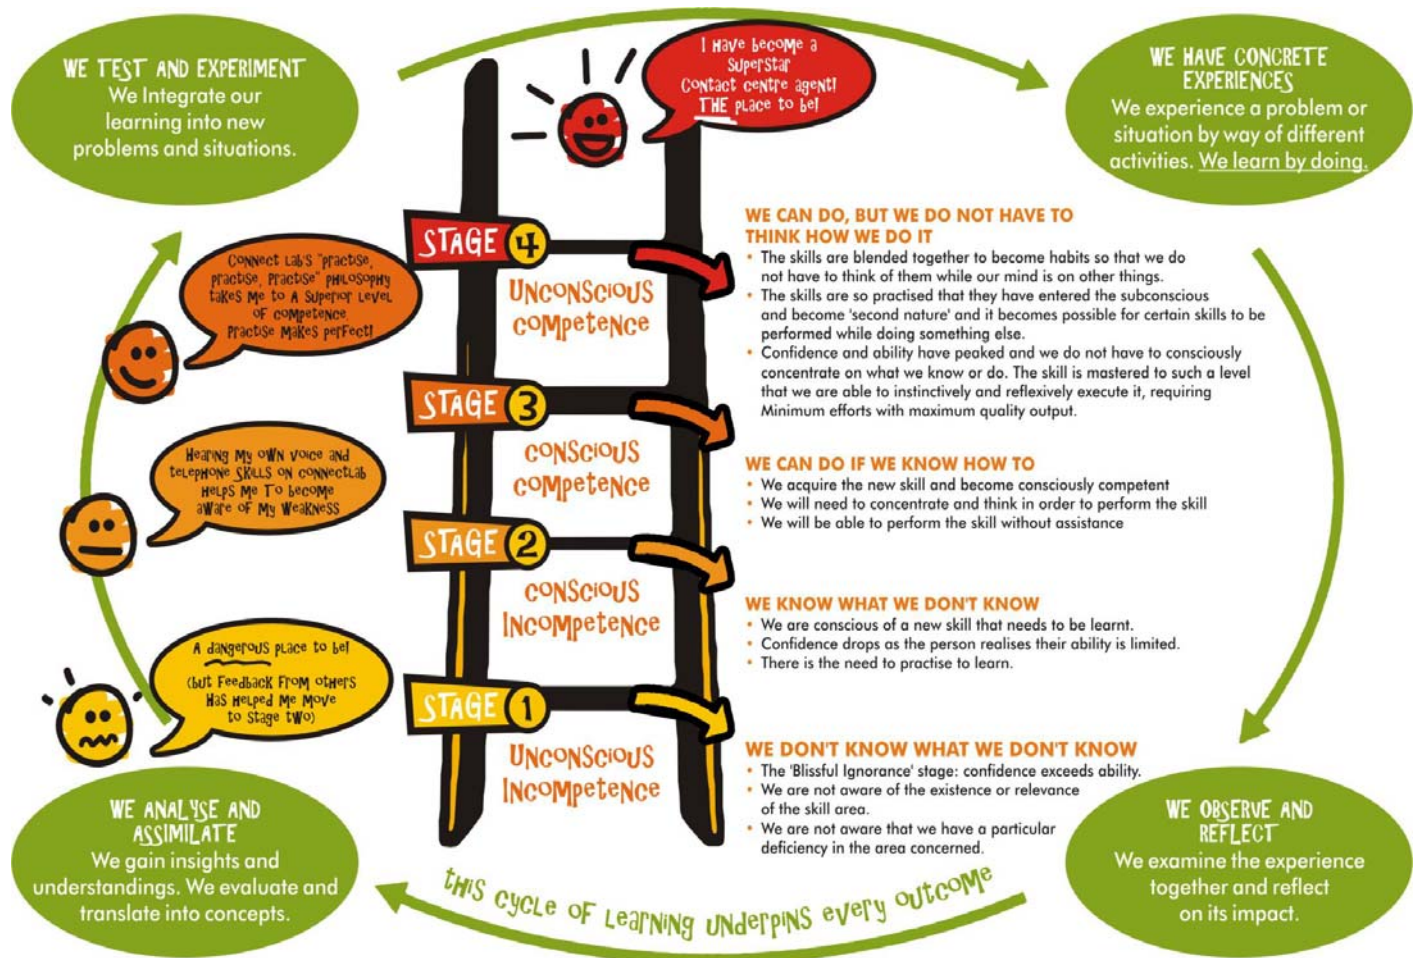 WE TEST AND EXPERIMENT
We Integrate our
learning into new
problems and situations.
I Have become a
Superstar
Contact centre agent!
THE place to be!
WE HAVE CONCRETE
EXPERIENCES
We experience a problem or
situation by way of different
activities. We learn by doing.
Connect Lab's "practise,
practise, practise" philosophy
takes me to a superior level
of competence.
Practise makes perfect!
STAGE 4
UNCONSCIOUS
COMPETENCE
WE CAN DO, BUT WE DO NOT HAVE TO
THINK HOW WE DO IT
• The skills are blended together to become habits so that we do
not have to think of them while our mind is on other things.
• The skills are so practised that they have entered the subconscious
and become 'second nature' and it becomes possible for certain skills to be
performed while doing something else.
• Confidence and ability have peaked and we do not have to consciously
concentrate on what we know or do. The skill is mastered to such a level
that we are able to instinctively and reflexively execute it, requiring
Minimum efforts with maximum quality output.
Hearing my own voice and
telephone skills on connectlab
helps me to become
aware of my weakness
STAGE 3
CONSCIOUS
COMPETENCE
WE CAN DO IF WE KNOW HOW TO
• We acquire the new skill and become consciously competent
• We will need to concentrate and think in order to perform the skill
• We will be able to perform the skill without assistance
STAGE 2
CONSCIOUS
INCOMPETENCE
WE KNOW WHAT WE DON'T KNOW
• We are conscious of a new skill that needs to be learnt.
• Confidence drops as the person realises their ability is limited.
• There is the need to practise to learn.
A dangerous place to be!
(but feedback from others
has helped me move
to stage two)
STAGE 1
UNCONSCIOUS
INCOMPETENCE
WE DON'T KNOW WHAT WE DON'T KNOW
• The 'Blissful Ignorance' stage: confidence exceeds ability.
• We are not aware of the existence or relevance
of the skill area.
• We are not aware that we have a particular
deficiency in the area concerned.
WE ANALYSE AND
ASSIMILATE
We gain insights and
understandings. We evaluate and
translate into concepts.
WE OBSERVE AND
REFLECT
We examine the experience
together and reflect
on its impact.
this cycle of learning underpins every outcome